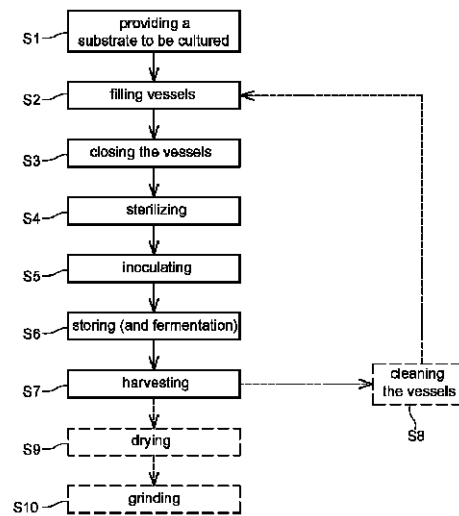 S1
providing a
substrate to be cultured
S2
filling vessels
S3
closing the vessels
S4
sterilizing
S5
inoculating
S6
storing (and fermentation)
S7
harvesting
cleaning
the vessels
S8
S9
drying
S10
grinding